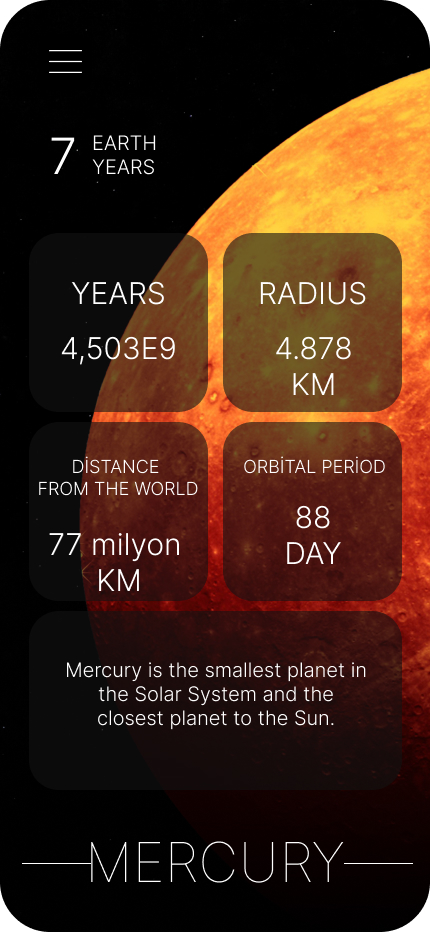 7 EARTH
YEARS
YEARS
4,503E9
RADIUS
4.878
KM
DİSTANCE
FROM THE WORLD
77 milyon
KM
ORBİTAL PERİOD
88
DAY
Mercury is the smallest planet in
the Solar System and the
closest planet to the Sun.
MERCURY